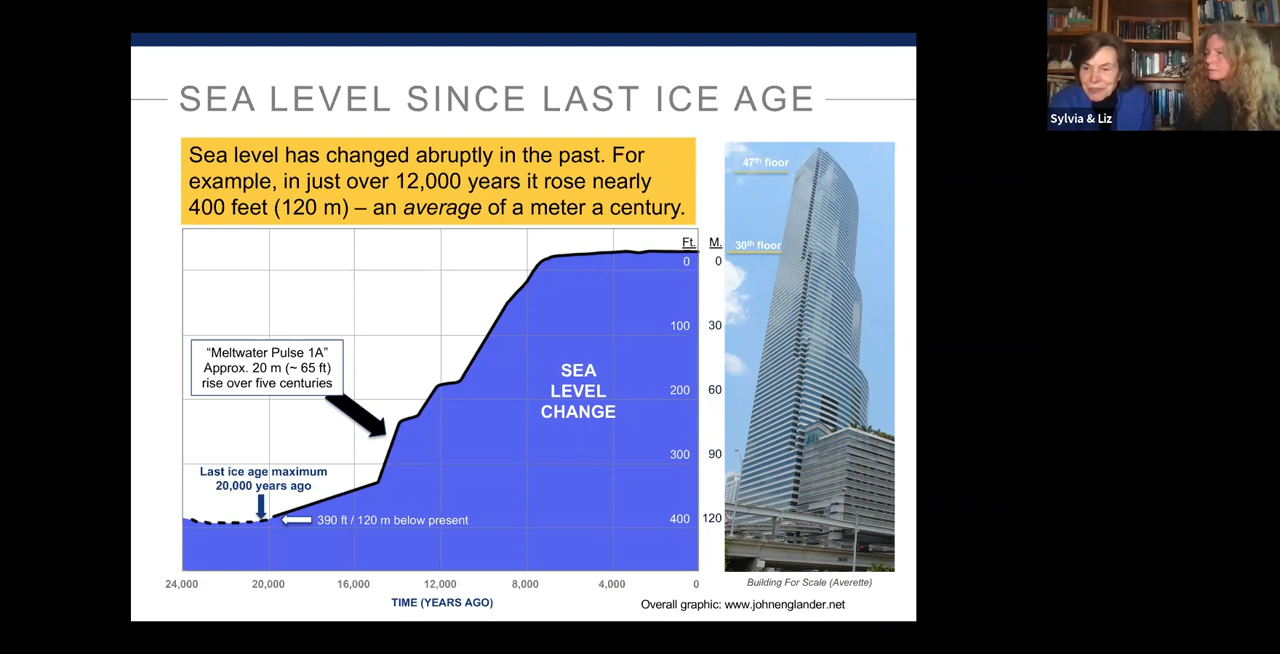 SEA LEVEL SINCE LAST ICE AGE
Sea level has changed abruptly in the past. For
example, in just over 12,000 years it rose nearly
400 feet (120 m) – an average of a meter a century.
47th floor
30th floor
Ft. M.
0 0
100 30
200 60
300 90
400 120
"Meltwater Pulse 1A"
Approx. 20 m (~ 65 ft)
rise over five centuries
SEA
LEVEL
CHANGE
Last ice age maximum
20,000 years ago
390 ft / 120 m below present
24,000 20,000 16,000 12,000 8,000 4,000 0
TIME (YEARS AGO)
Building For Scale (Averette)
Overall graphic: www.johnenglander.net
Sylvia & Liz